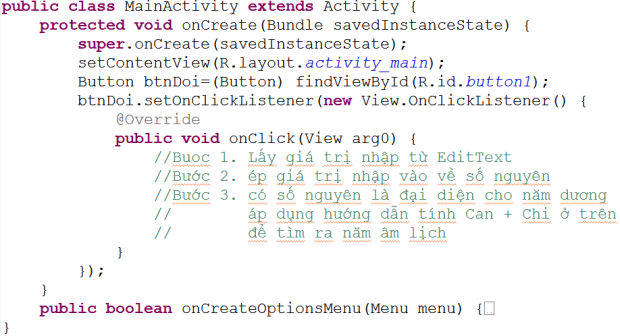 public class MainActivity extends Activity {
    protected void onCreate(Bundle savedInstanceState) {
        super.onCreate(savedInstanceState);
        setContentView(R.layout.activity_main);
        Button btnDoi=(Button) findViewById(R.id.button1);
        btnDoi.setOnClickListener(new View.OnClickListener() {
            @Override
            public void onClick(View arg0) {
                //Buoc 1. Lấy giá trị nhập từ EditText
                //Bước 2. ép giá trị nhập vào về số nguyên
                //Bước 3. có số nguyên là đại diện cho năm dương
                //        áp dụng hướng dẫn tính Can + Chi ở trên
                //        để tìm ra năm âm lịch
            }
        });
    }
    public boolean onCreateOptionsMenu(Menu menu) {
}